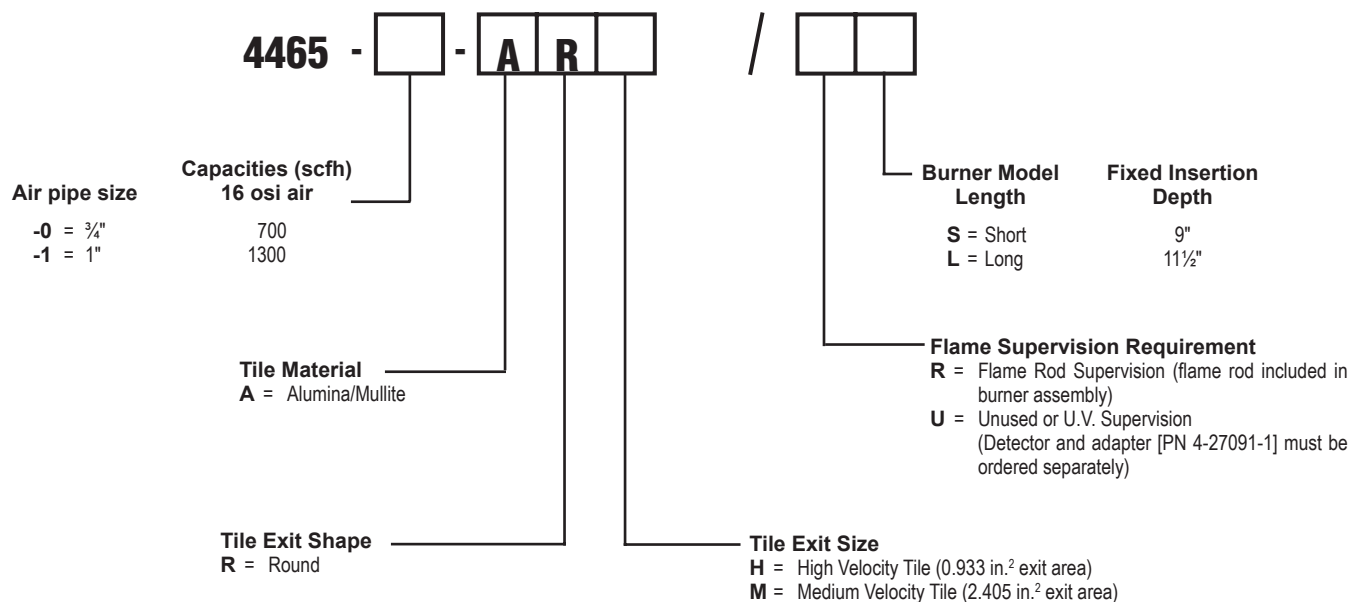 4465 - - A R /
Capacities (scfh)
Air pipe size 16 osi air
-0 = ¾" 700
-1 = 1" 1300
Burner Model Fixed Insertion
Length Depth
S = Short 9"
L = Long 11½"
Tile Material
A = Alumina/Mullite
Flame Supervision Requirement
R = Flame Rod Supervision (flame rod included in
burner assembly)
U = Unused or U.V. Supervision
(Detector and adapter [PN 4-27091-1] must be
ordered separately)
Tile Exit Shape
R = Round
Tile Exit Size
H = High Velocity Tile (0.933 in.² exit area)
M = Medium Velocity Tile (2.405 in.² exit area)